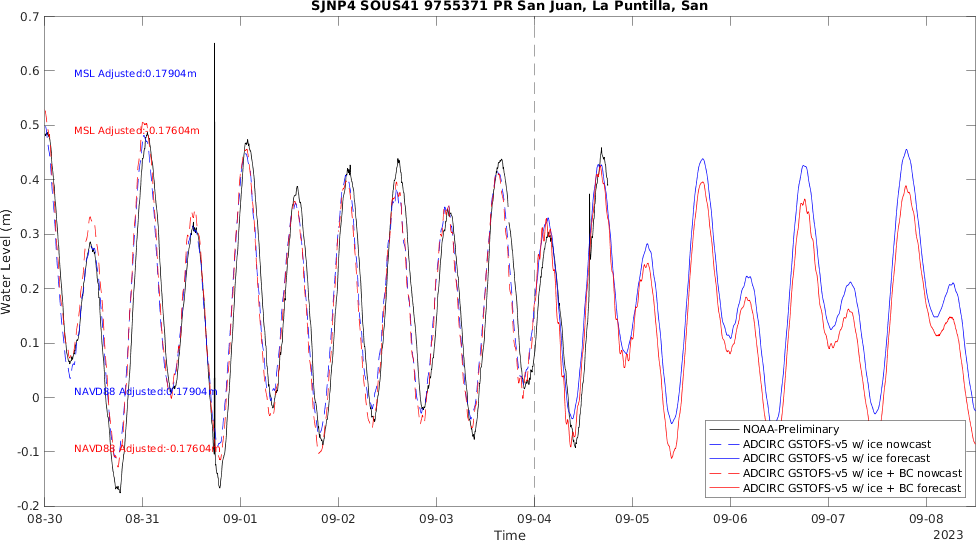 SJNP4 SOUS41 9755371 PR San Juan, La Puntilla, San
0.7
0.6
0.5
0.4
0.3
0.2
0.1
0
-0.1
-0.2
Water Level (m)
MSL Adjusted:0.17904m
MSL Adjusted:-0.17604m
NAVD88 Adjusted:0.17904m
NAVD88 Adjusted:-0.17604m
NOAA-Preliminary
ADCIRC GSTOFS-v5 w/ ice nowcast
ADCIRC GSTOFS-v5 w/ ice forecast
ADCIRC GSTOFS-v5 w/ ice + BC nowcast
ADCIRC GSTOFS-v5 w/ ice + BC forecast
08-30 08-31 09-01 09-02 09-03 09-04 09-05 09-06 09-07 09-08
Time
2023